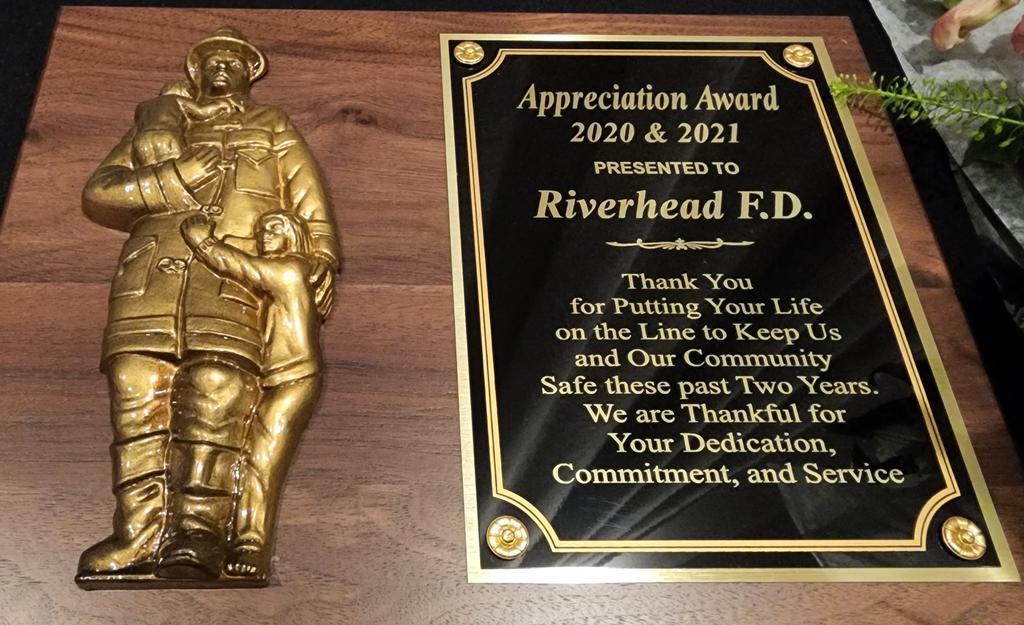 Appreciation Award
2020 & 2021
PRESENTED TO
Riverhead F.D.
Thank You
for Putting Your Life
on the Line to Keep Us
and Our Community
Safe these past Two Years.
We are Thankful for
Your Dedication,
Commitment, and Service